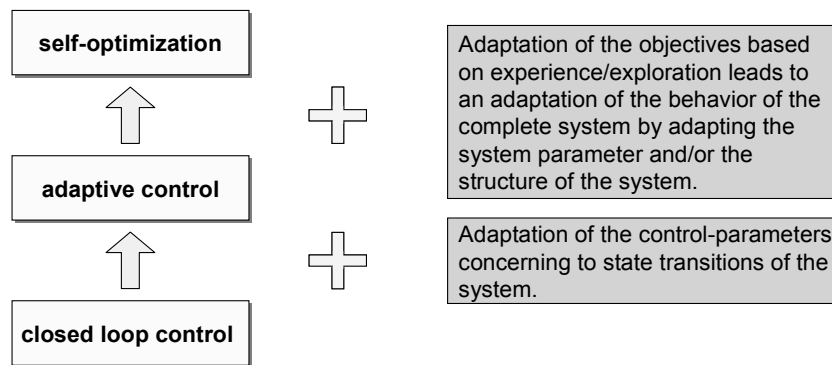 self-optimization
Adaptation of the objectives based
on experience/exploration leads to
an adaptation of the behavior of the
complete system by adapting the
system parameter and/or the
structure of the system.
adaptive control
Adaptation of the control-parameters
concerning to state transitions of the
system.
closed loop control